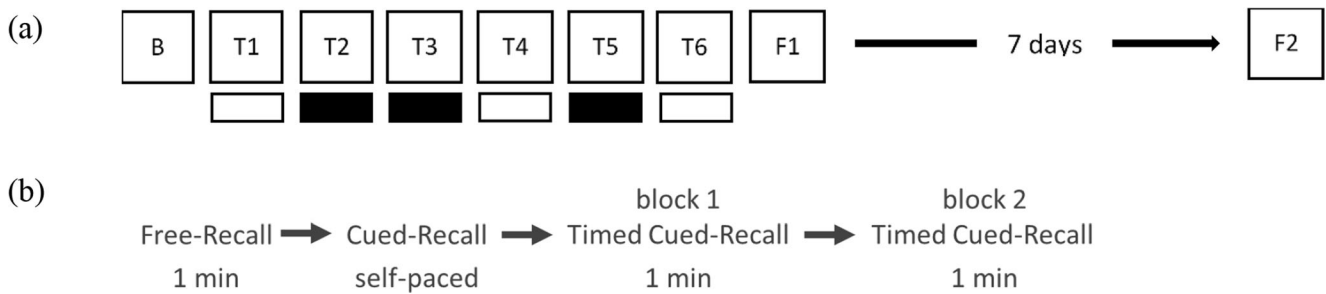 (a)
B T1 T2 T3 T4 T5 T6 F1 7 days F2
(b)
block 1 block 2
Free-Recall Cued-Recall Timed Cued-Recall Timed Cued-Recall
1 min self-paced 1 min 1 min